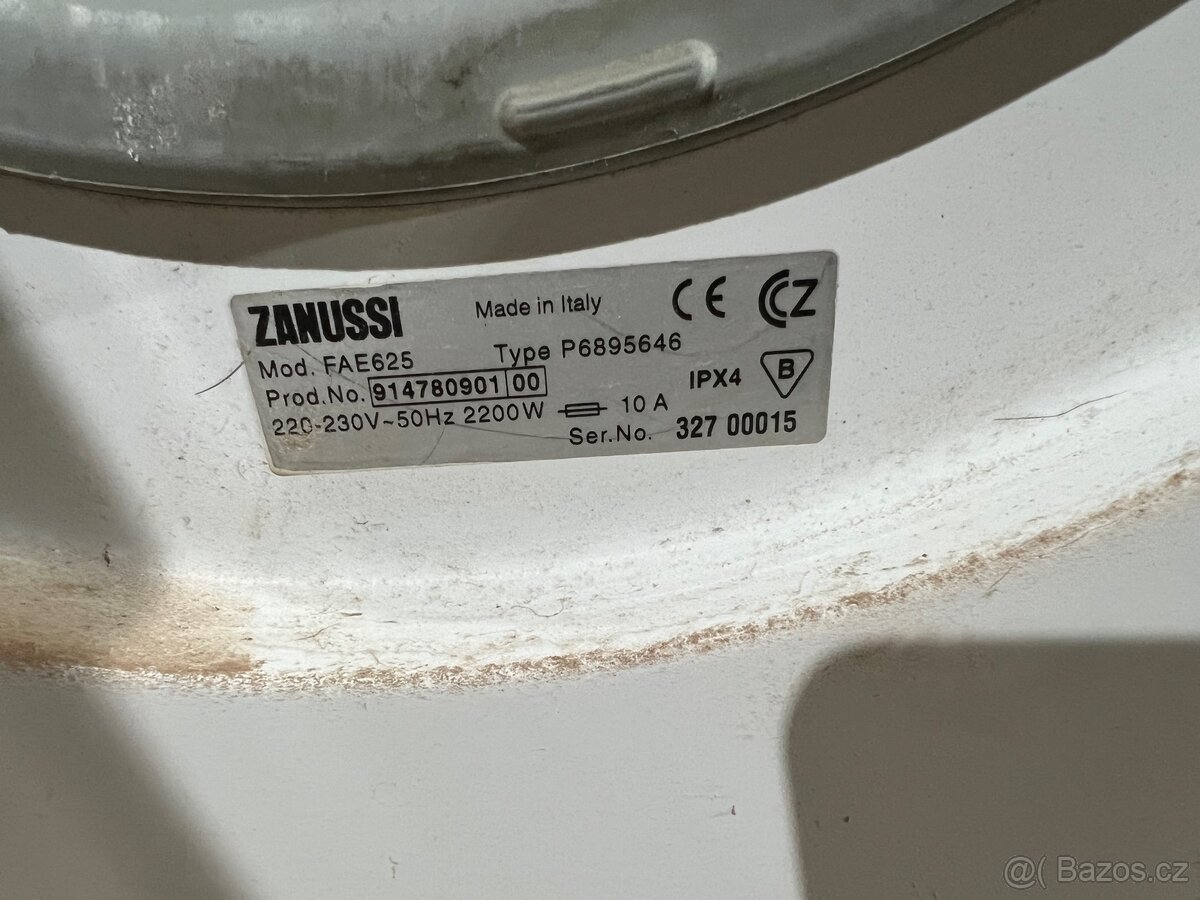 ZANUSSI Made in Italy CE CCZ
Mod. FAE625 Type P6895646
Prod.No. 914780901 00 IPX4 B
220-230V~50Hz 2200W 10 A
Ser.No. 327 00015
@( Bazos.cz